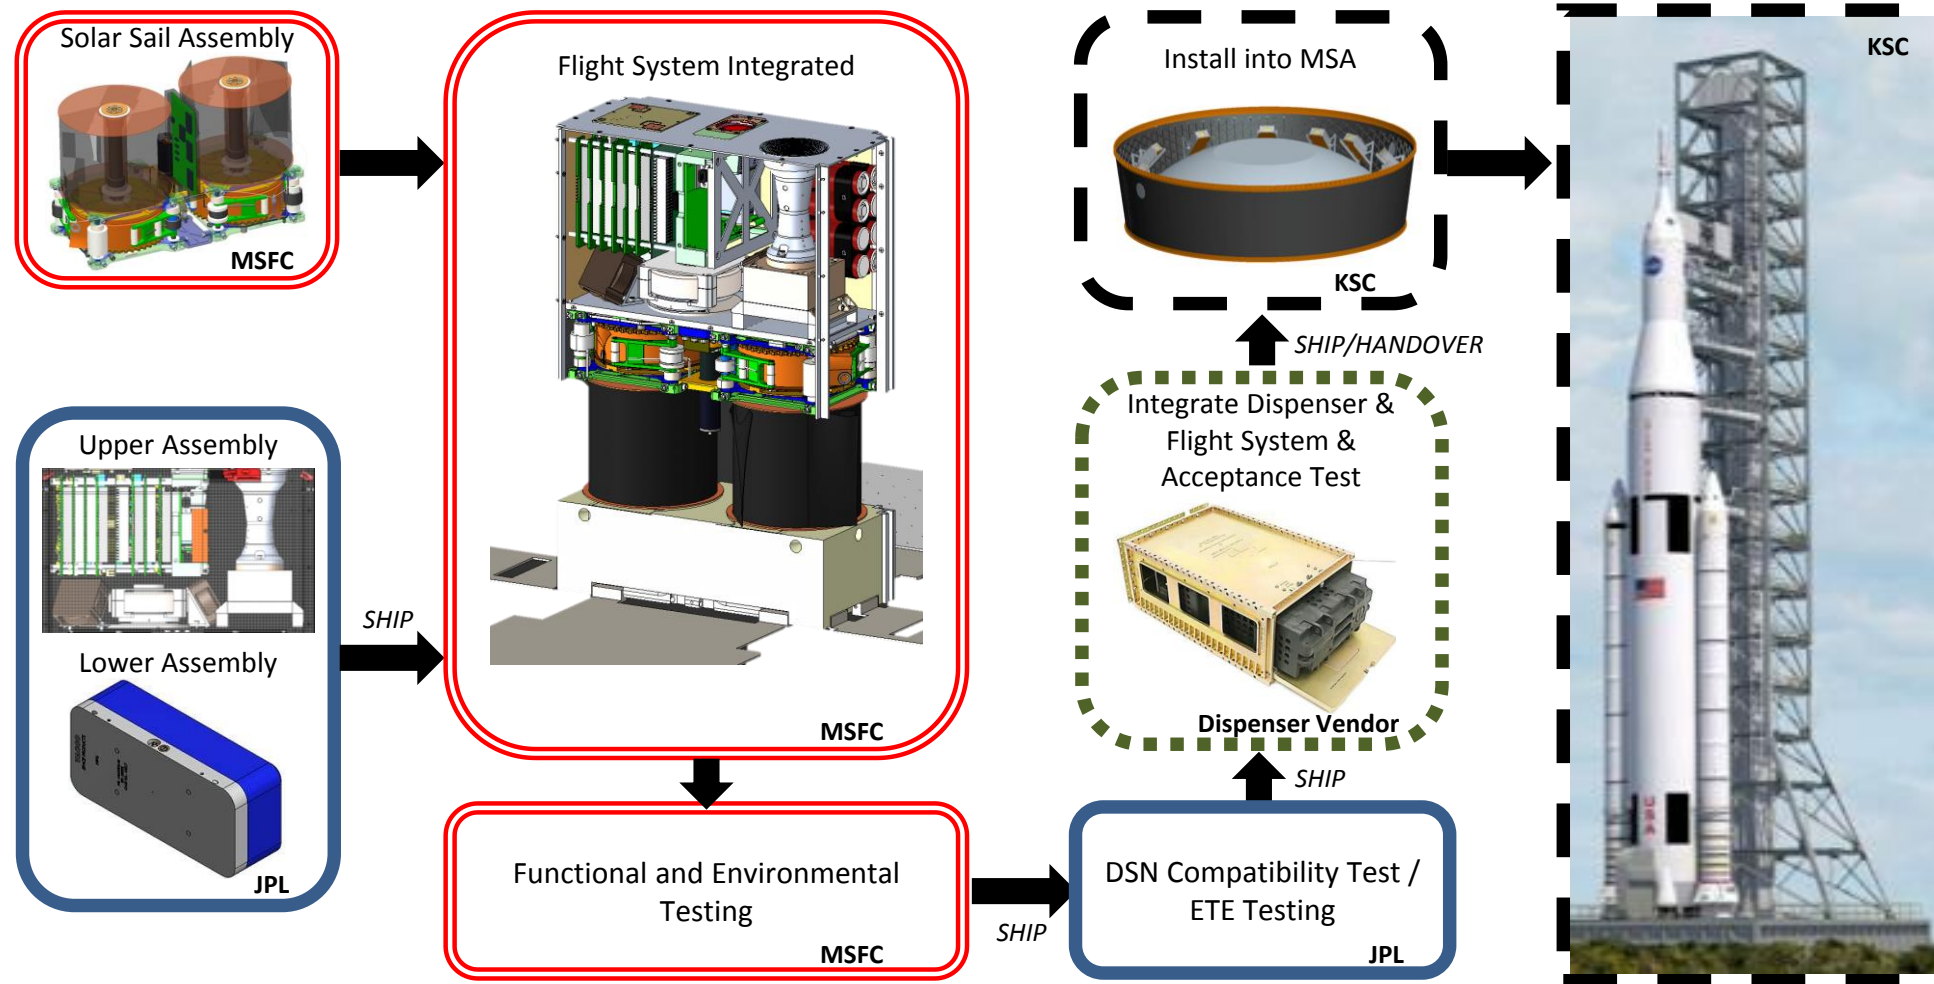 Solar Sail Assembly
MSFC
Upper Assembly
Lower Assembly
JPL
SHIP
Flight System Integrated
MSFC
Functional and Environmental
Testing
MSFC
SHIP
DSN Compatibility Test /
ETE Testing
JPL
SHIP
Integrate Dispenser &
Flight System &
Acceptance Test
Dispenser Vendor
SHIP/HANDOVER
Install into MSA
KSC
KSC
USA